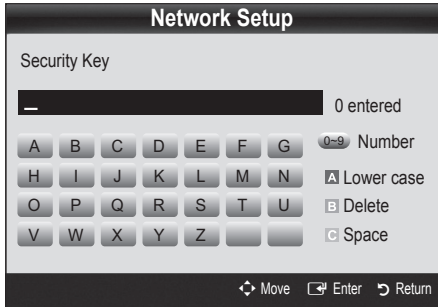 Network Setup
Security Key
_
0 entered
A B C D E F G 0~9 Number
H I J K L M N A Lower case
O P Q R S T U B Delete
V W X Y Z C Space
Move Enter Return